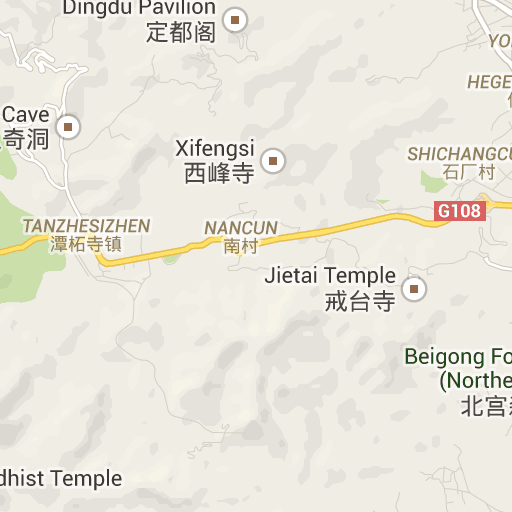 Dingdu Pavilion
定都阁
YO
HEGE
Cave
奇洞
Xifengsi
西峰寺
SHICHANGCU
石厂村
G108
TANZHESIZHEN
潭柘寺镇
NANCUN
南村
Jietai Temple
戒台寺
Beigong Fo
(Northe
北宫
dhist Temple